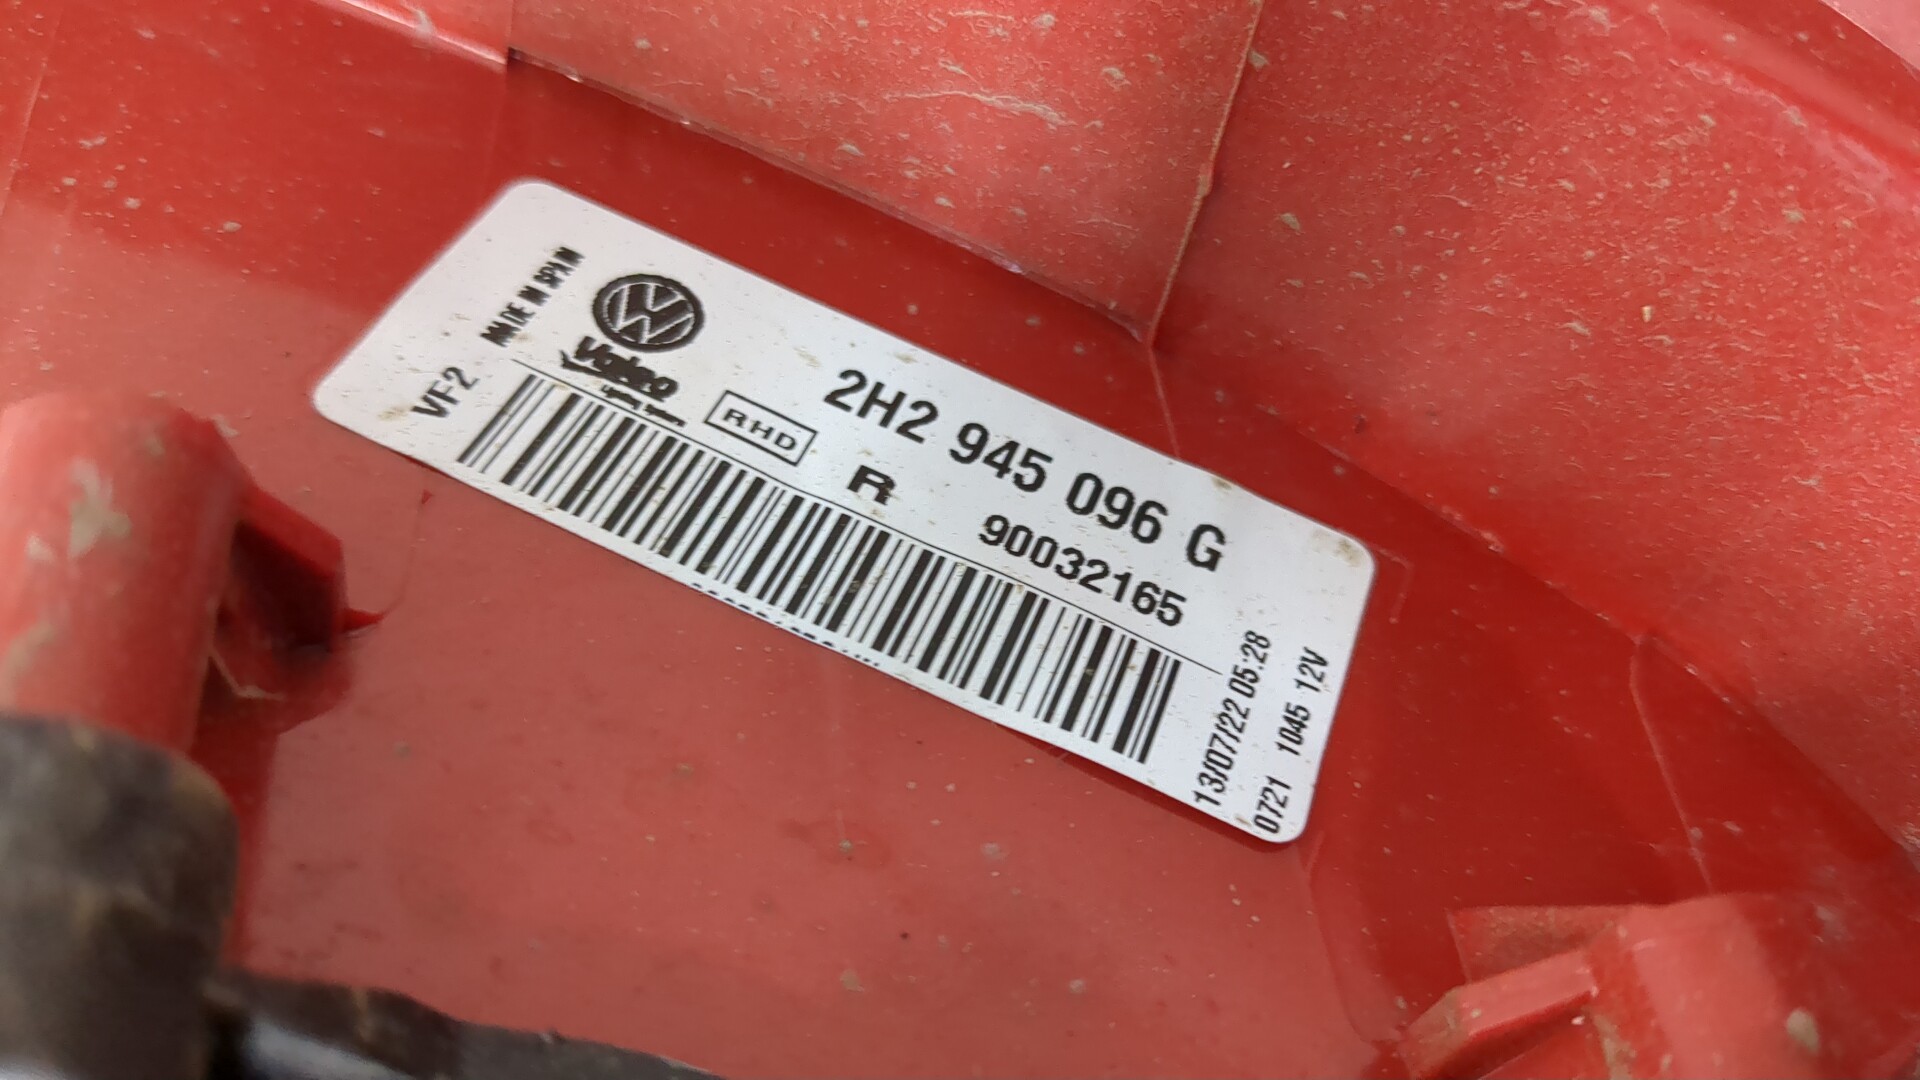 MADE IN SPAIN
VF2
Valeo
RHD
R
2H2 945 096 G
90032165
13/07/22 05:28
0721 1045 12V